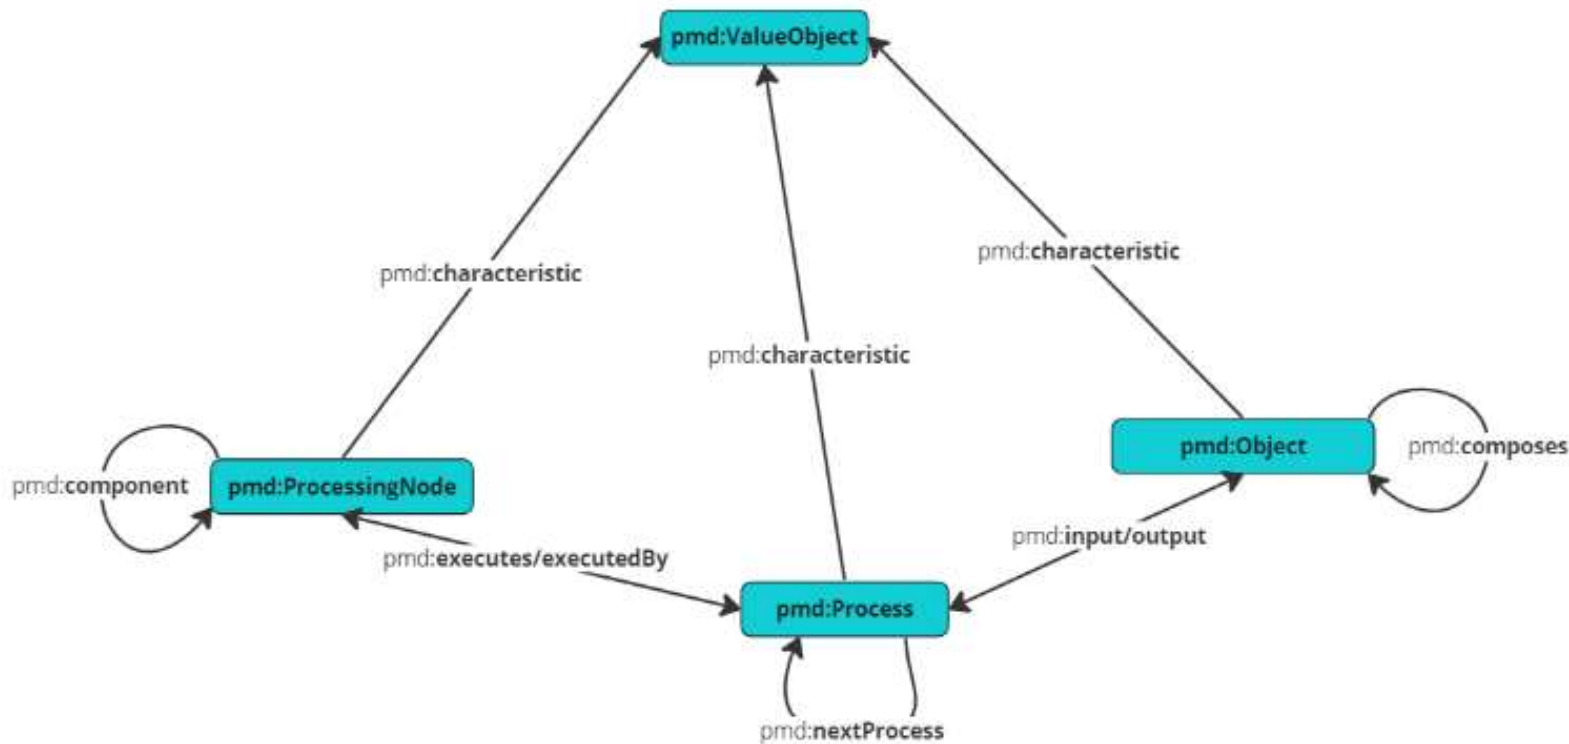 pmd:ValueObject
pmd:characteristic
pmd:characteristic
pmd:characteristic
pmd:Object
pmd:composes
pmd:component
pmd:ProcessingNode
pmd:input/output
pmd:executes/executedBy
pmd:Process
pmd:nextProcess